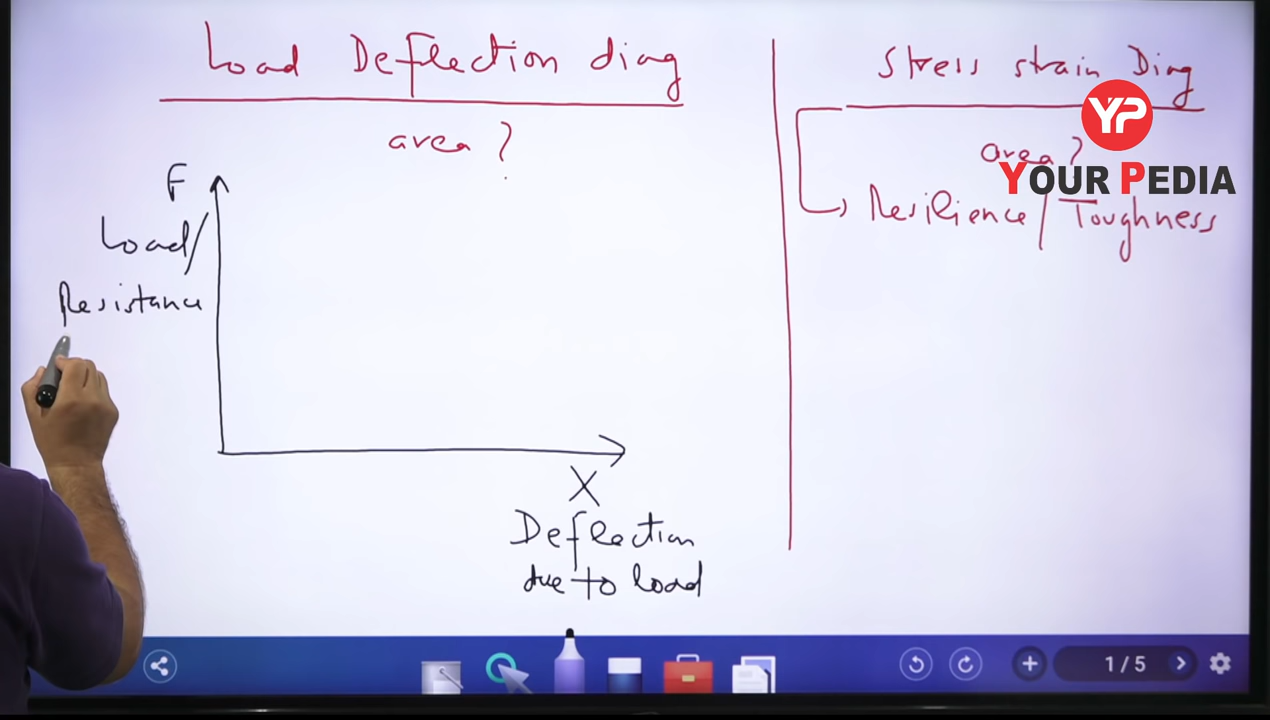 Load Deflection diag
area ?
F
Load/
Resistance
X
Deflection
due to load
Stress strain Diag
area ?
Resilience / Toughness
YP
YOUR PEDIA
1 / 5